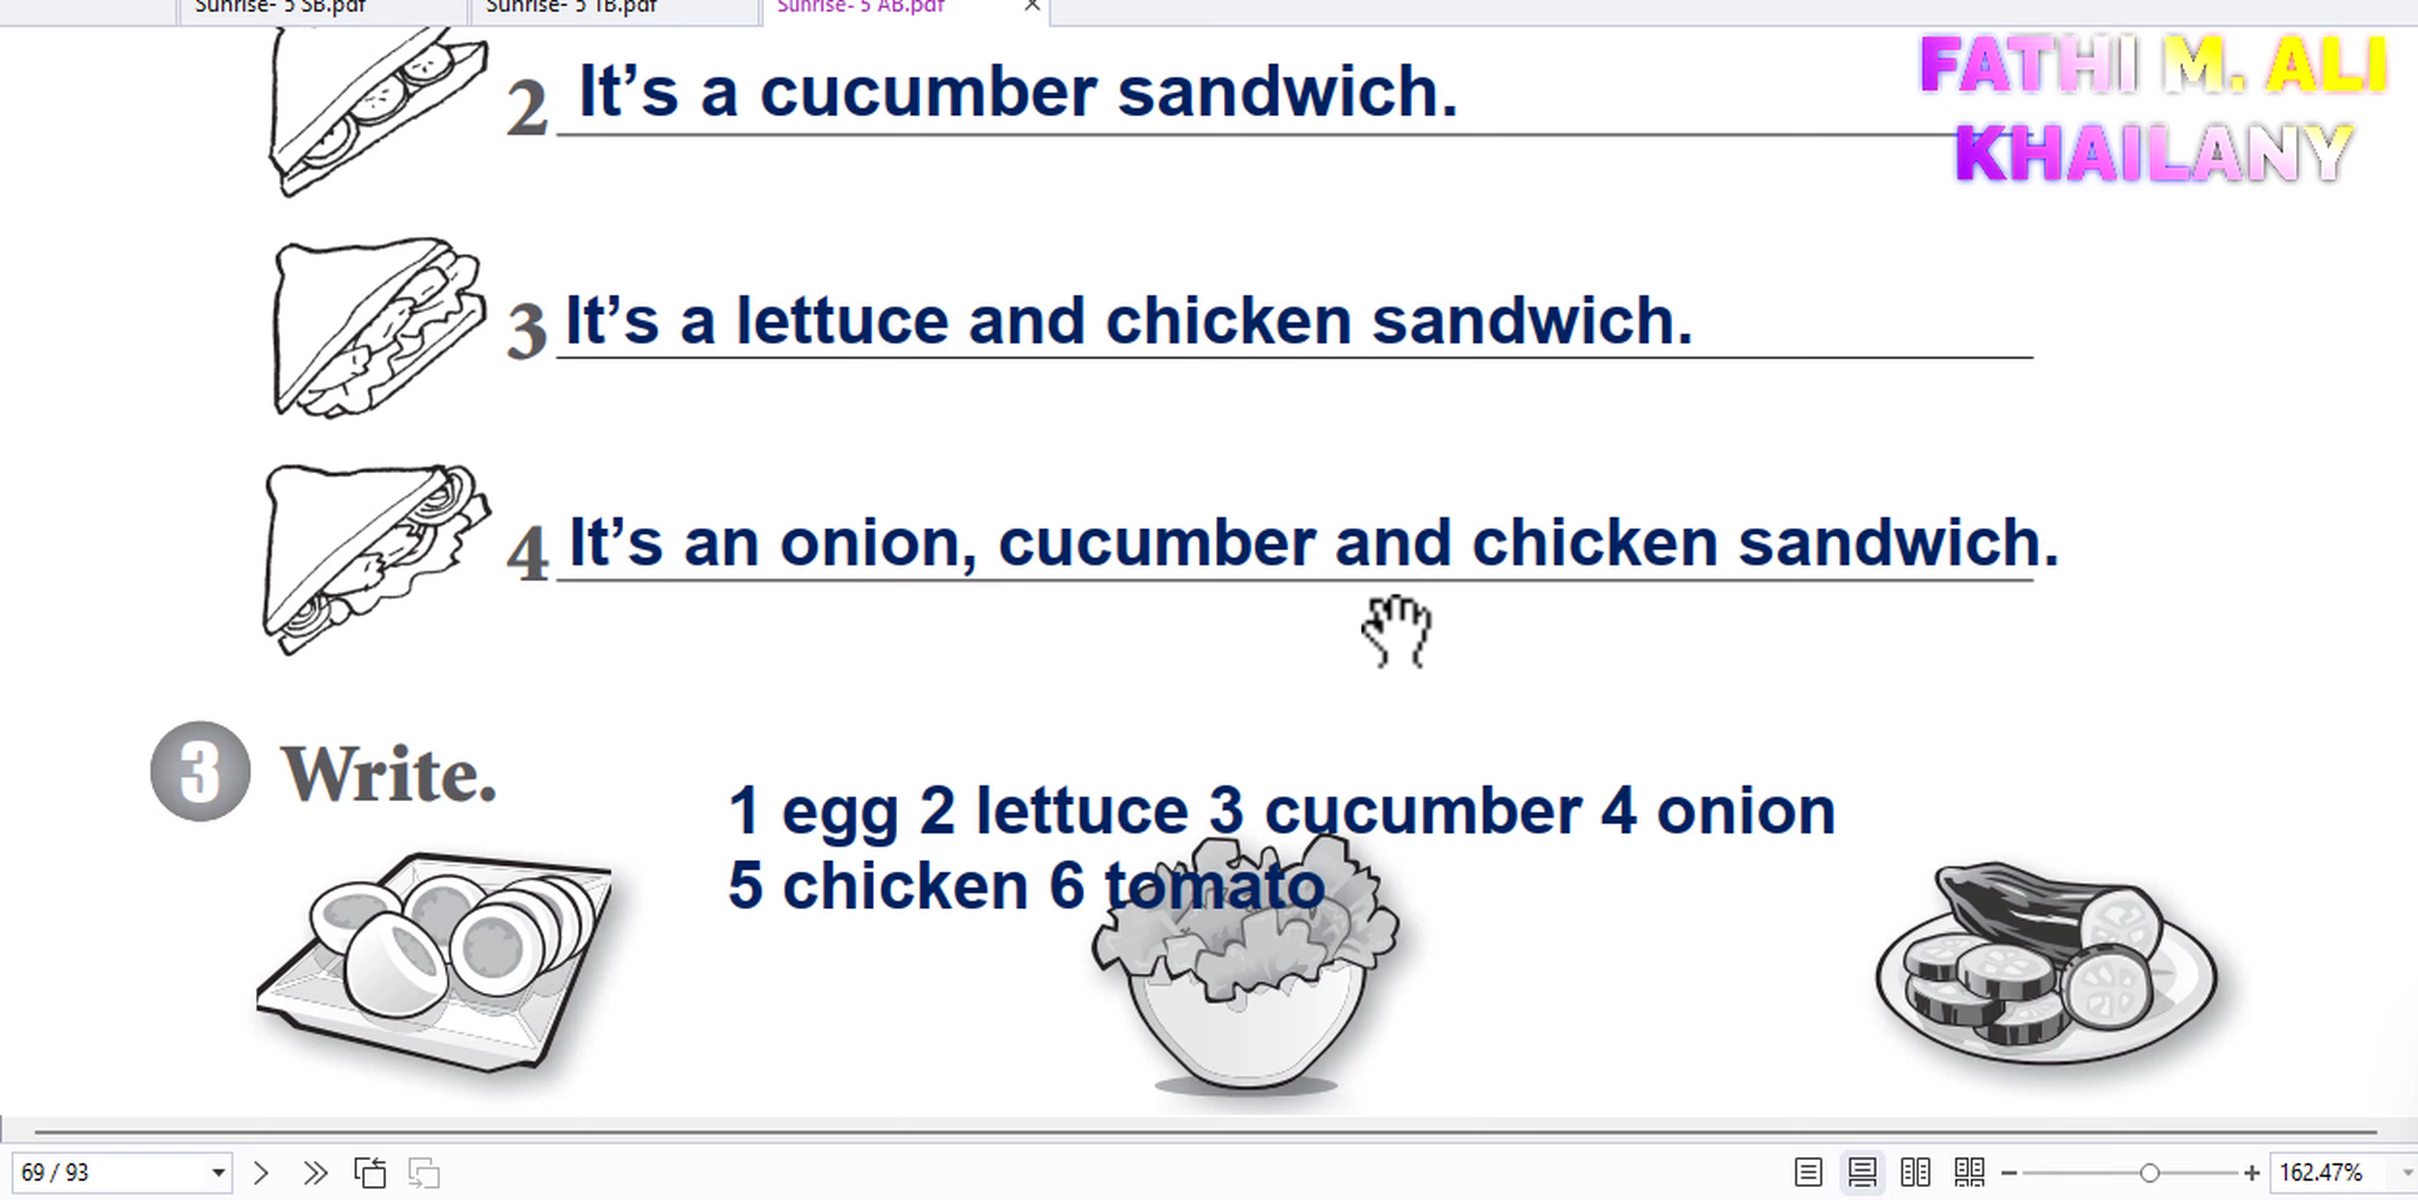 Sunrise- 5 SB.pdf
Sunrise- 5 TB.pdf
Sunrise- 5 AB.pdf
FATHI M. ALI
KHAILANY
2 It’s a cucumber sandwich.
3 It’s a lettuce and chicken sandwich.
4 It’s an onion, cucumber and chicken sandwich.
3 Write.
1 egg 2 lettuce 3 cucumber 4 onion
5 chicken 6 tomato
69 / 93
162.47%